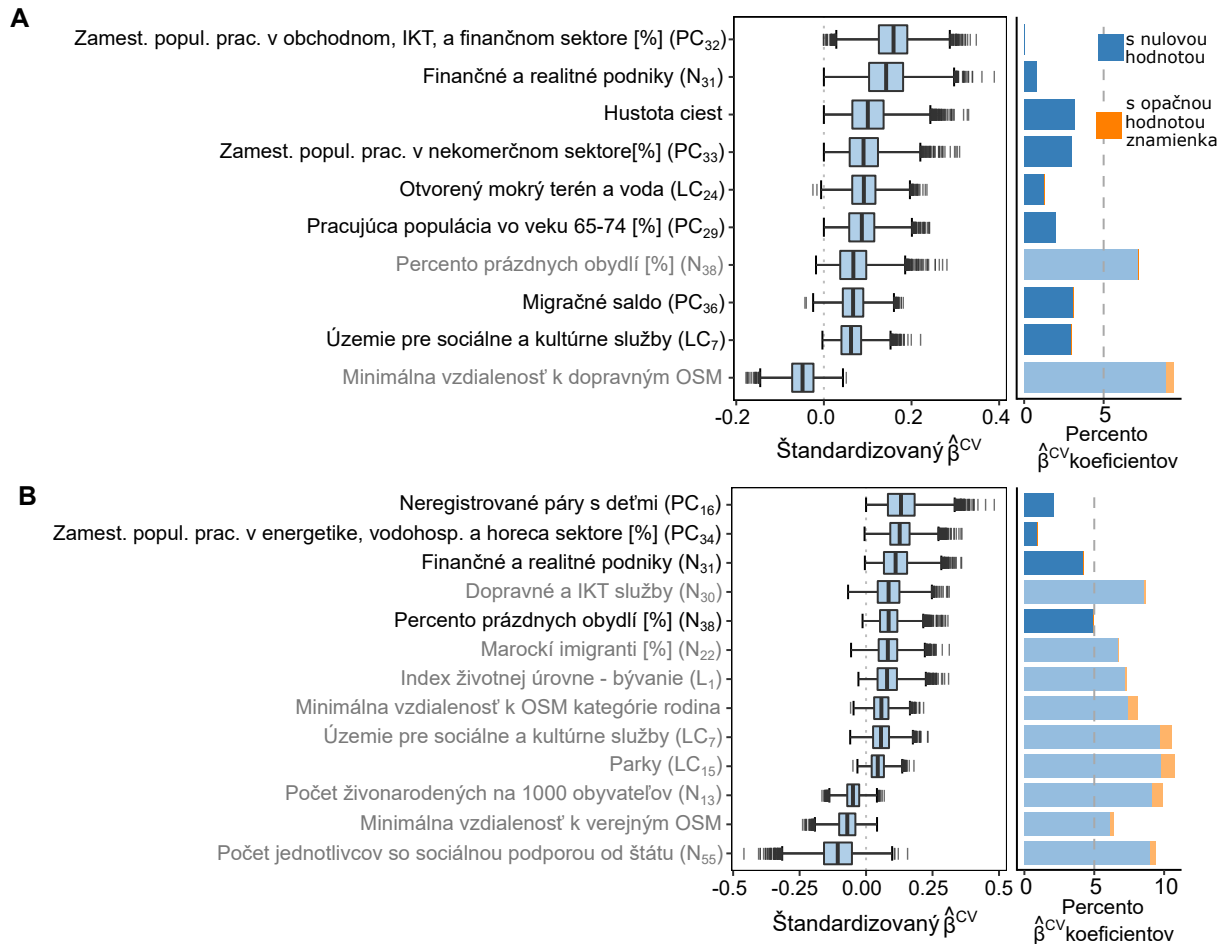 A
Zamest. popul. prac. v obchodnom, IKT, a finančnom sektore [%] (PC₃₂)
Finančné a realitné podniky (N₃₁)
Hustota ciest
Zamest. popul. prac. v nekomerčnom sektore[%] (PC₃₃)
Otvorený mokrý terén a voda (LC₂₄)
Pracujúca populácia vo veku 65-74 [%] (PC₂₉)
Percento prázdnych obydlí [%] (N₃₈)
Migračné saldo (PC₃₆)
Územie pre sociálne a kultúrne služby (LC₇)
Minimálna vzdialenosť k dopravným OSM
-0.2 0.0 0.2 0.4
Štandardizovaný β̂ᶜⱽ
s nulovou
hodnotou
s opačnou
hodnotou
znamienka
0 5
Percento
β̂ᶜⱽkoeficientov
B
Neregistrované páry s deťmi (PC₁₆)
Zamest. popul. prac. v energetike, vodohosp. a horeca sektore [%] (PC₃₄)
Finančné a realitné podniky (N₃₁)
Dopravné a IKT služby (N₃₀)
Percento prázdnych obydlí [%] (N₃₈)
Marockí imigranti [%] (N₂₂)
Index životnej úrovne - bývanie (L₁)
Minimálna vzdialenosť k OSM kategórie rodina
Územie pre sociálne a kultúrne služby (LC₇)
Parky (LC₁₅)
Počet živonarodených na 1000 obyvateľov (N₁₃)
Minimálna vzdialenosť k verejným OSM
Počet jednotlivcov so sociálnou podporou od štátu (N₅₅)
-0.5 -0.25 0.00 0.25 0.5
Štandardizovaný β̂ᶜⱽ
0 5 10
Percento
β̂ᶜⱽkoeficientov